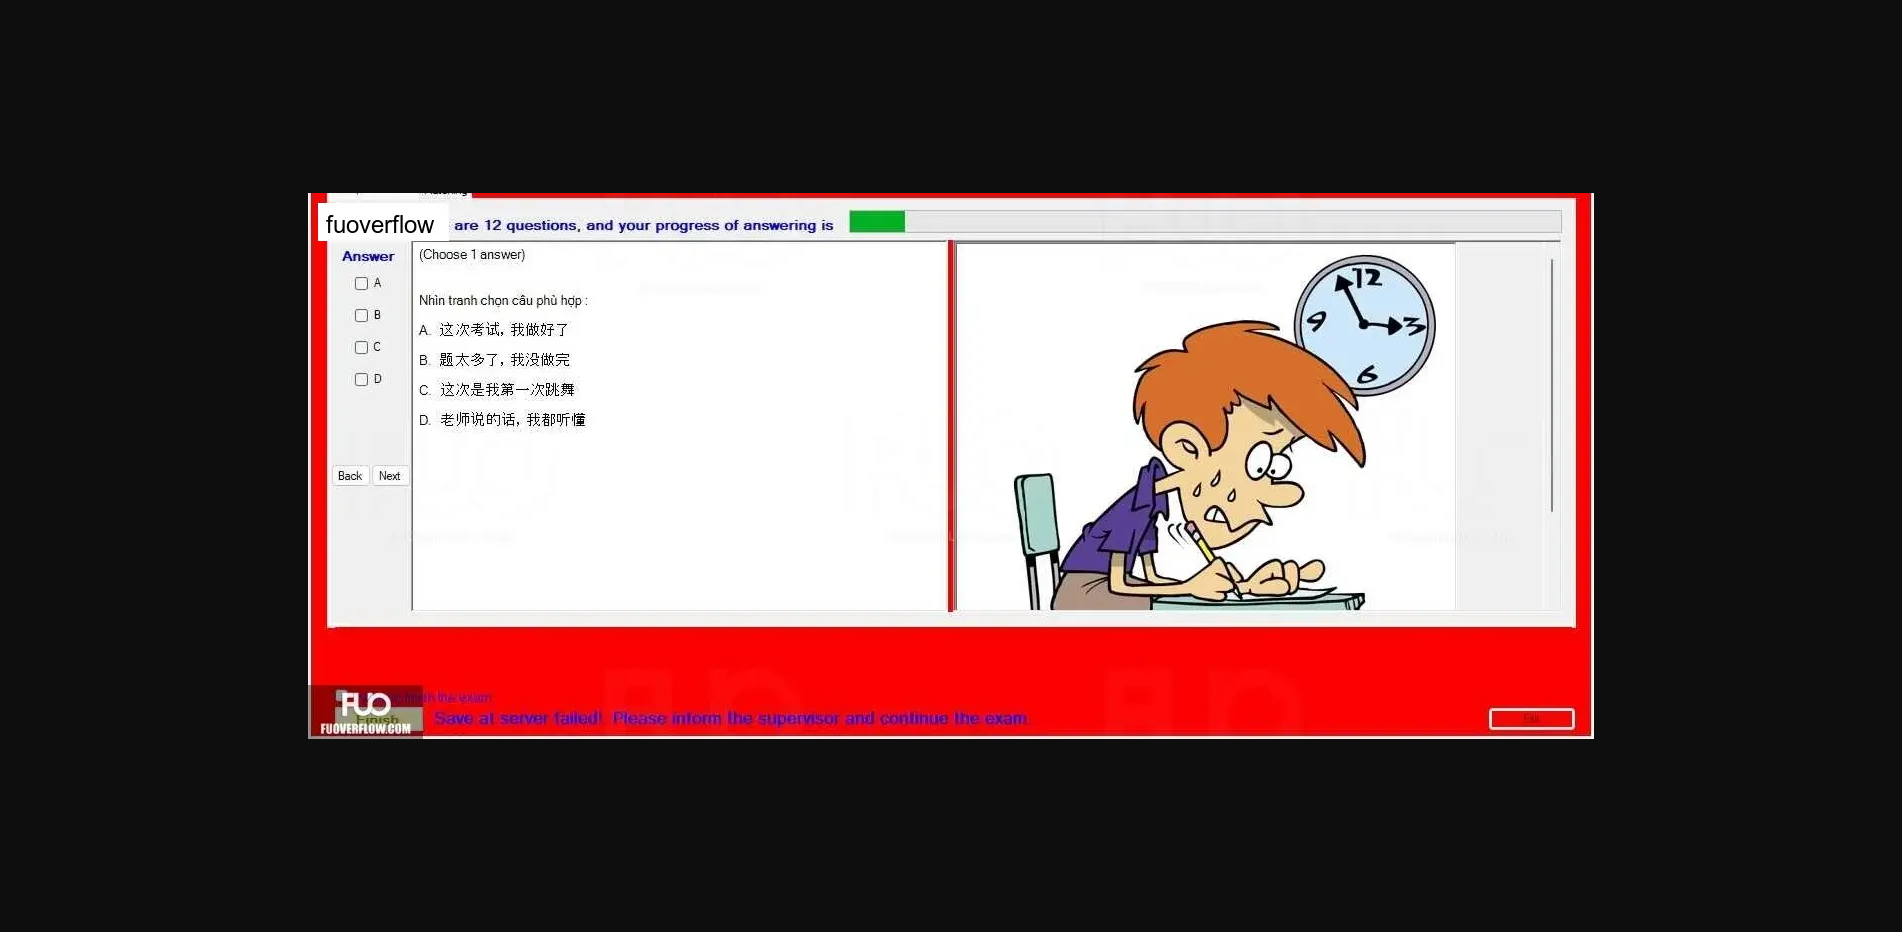 fuoverflow
are 12 questions, and your progress of answering is
Answer
(Choose 1 answer)
A
B
C
D
Back
Next
Nhìn tranh chọn câu phù hợp :
A. 这次考试, 我做好了
B. 题太多了, 我没做完
C. 这次是我第一次跳舞
D. 老师说的话, 我都听懂
12
3
6
9
the exam
FUO
Finish
FUOVERFLOW.COM
Save at server failed! Please inform the supervisor and continue the exam
Exit